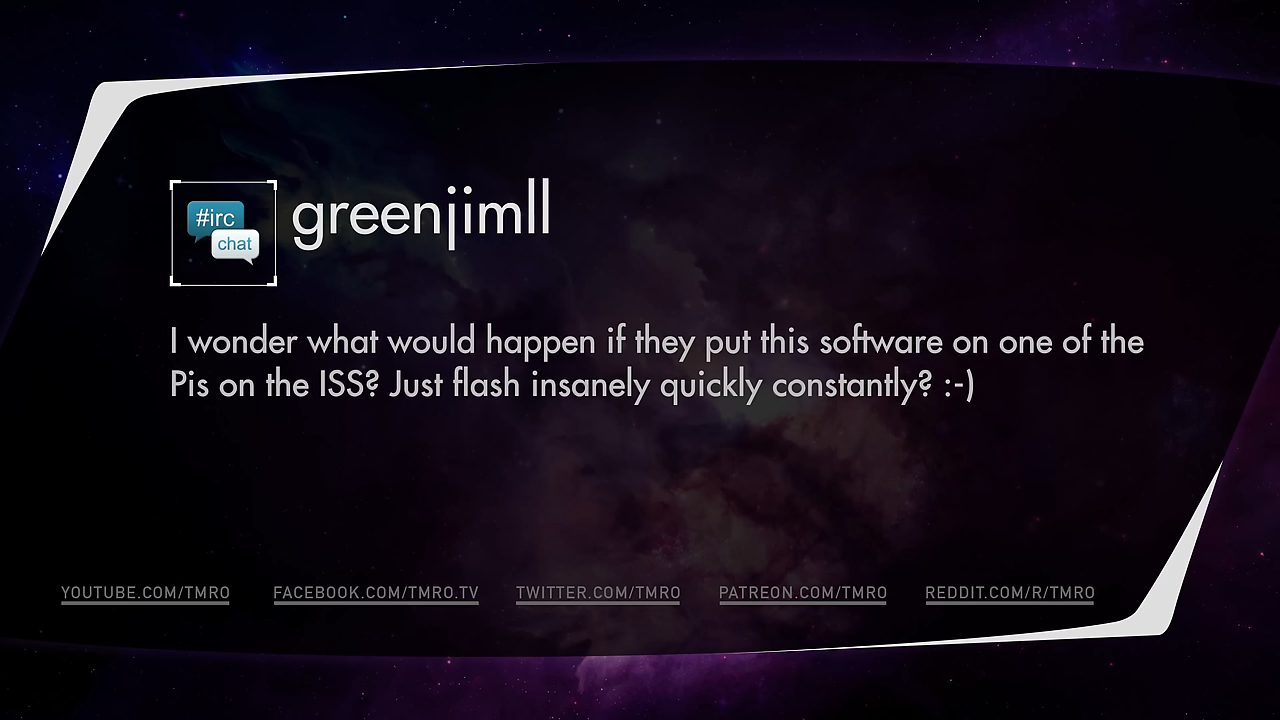 #irc
chat
greenjimll
I wonder what would happen if they put this software on one of the
Pis on the ISS? Just flash insanely quickly constantly? :-)
YOUTUBE.COM/TMRO FACEBOOK.COM/TMRO.TV TWITTER.COM/TMRO PATREON.COM/TMRO REDDIT.COM/R/TMRO